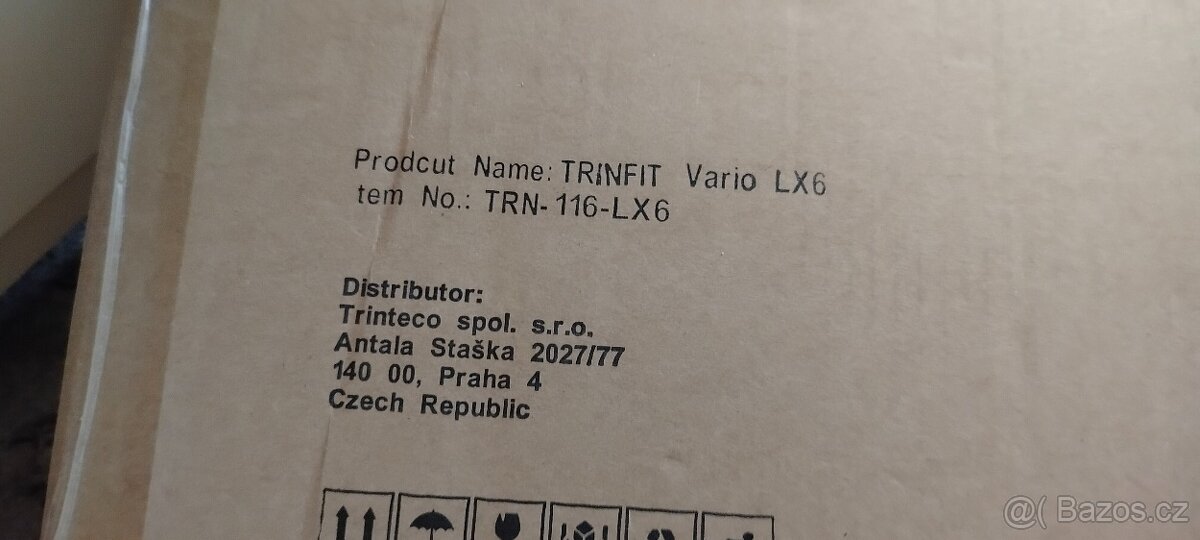 Prodcut Name: TRINFIT Vario LX6
tem No.: TRN-116-LX6
Distributor:
Trinteco spol. s.r.o.
Antala Staška 2027/77
140 00, Praha 4
Czech Republic
@( Bazos.cz